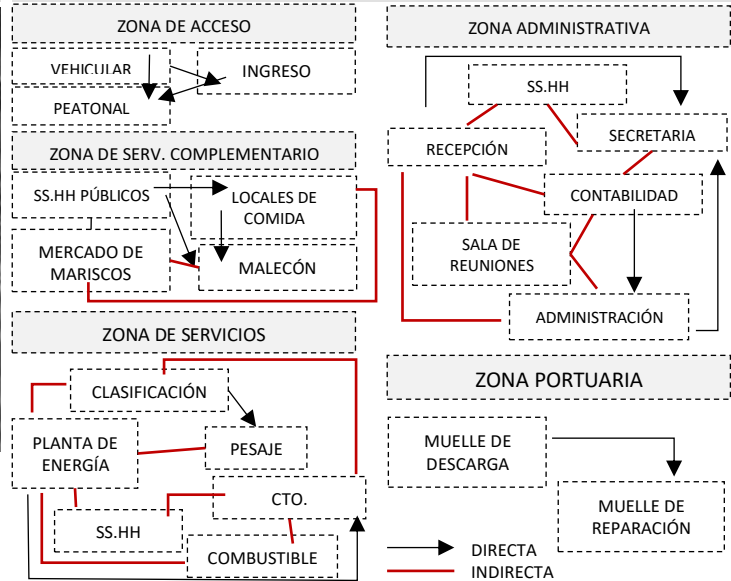 ZONA DE ACCESO
VEHICULAR
INGRESO
PEATONAL
ZONA DE SERV. COMPLEMENTARIO
SS.HH PÚBLICOS
LOCALES DE
COMIDA
MERCADO DE
MARISCOS
MALECÓN
ZONA DE SERVICIOS
CLASIFICACIÓN
PLANTA DE
ENERGÍA
PESAJE
CTO.
SS.HH
COMBUSTIBLE
ZONA ADMINISTRATIVA
SS.HH
SECRETARIA
RECEPCIÓN
CONTABILIDAD
SALA DE
REUNIONES
ADMINISTRACIÓN
ZONA PORTUARIA
MUELLE DE
DESCARGA
MUELLE DE
REPARACIÓN
DIRECTA
INDIRECTA